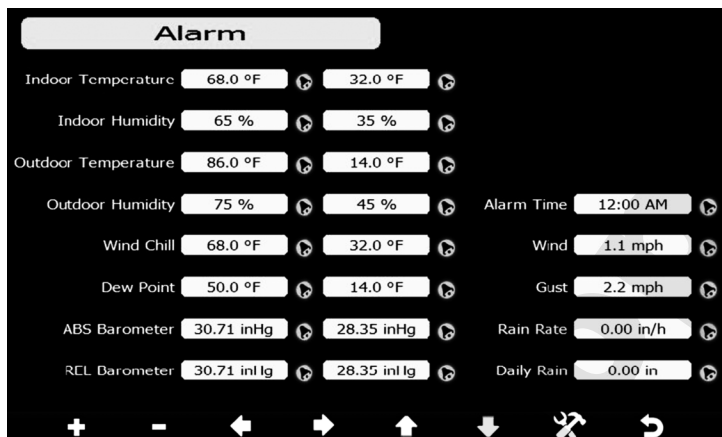 Alarm
Indoor Temperature 68.0 °F 32.0 °F
Indoor Humidity 65 % 35 %
Outdoor Temperature 86.0 °F 14.0 °F
Outdoor Humidity 75 % 45 % Alarm Time 12:00 AM
Wind Chill 68.0 °F 32.0 °F Wind 1.1 mph
Dew Point 50.0 °F 14.0 °F Gust 2.2 mph
ABS Barometer 30.71 inHg 28.35 inHg Rain Rate 0.00 in/h
REL Barometer 30.71 inHg 28.35 inHg Daily Rain 0.00 in